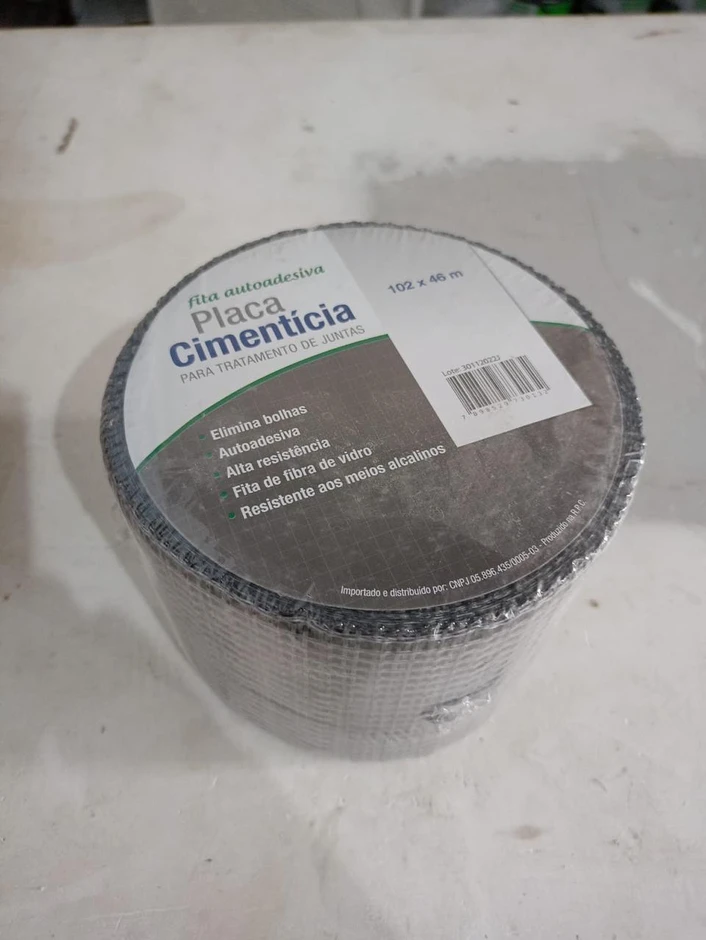 fita autoadesiva
Placa
Cimentícia
PARA TRATAMENTO DE JUNTAS
102 x 46 m
Elimina bolhas
Autoadesiva
Alta resistência
Fita de fibra de vidro
Resistente aos meios alcalinos
Importado e distribuido por: CNPJ 05.896.435/0005-03 - Produzido na R.P.C